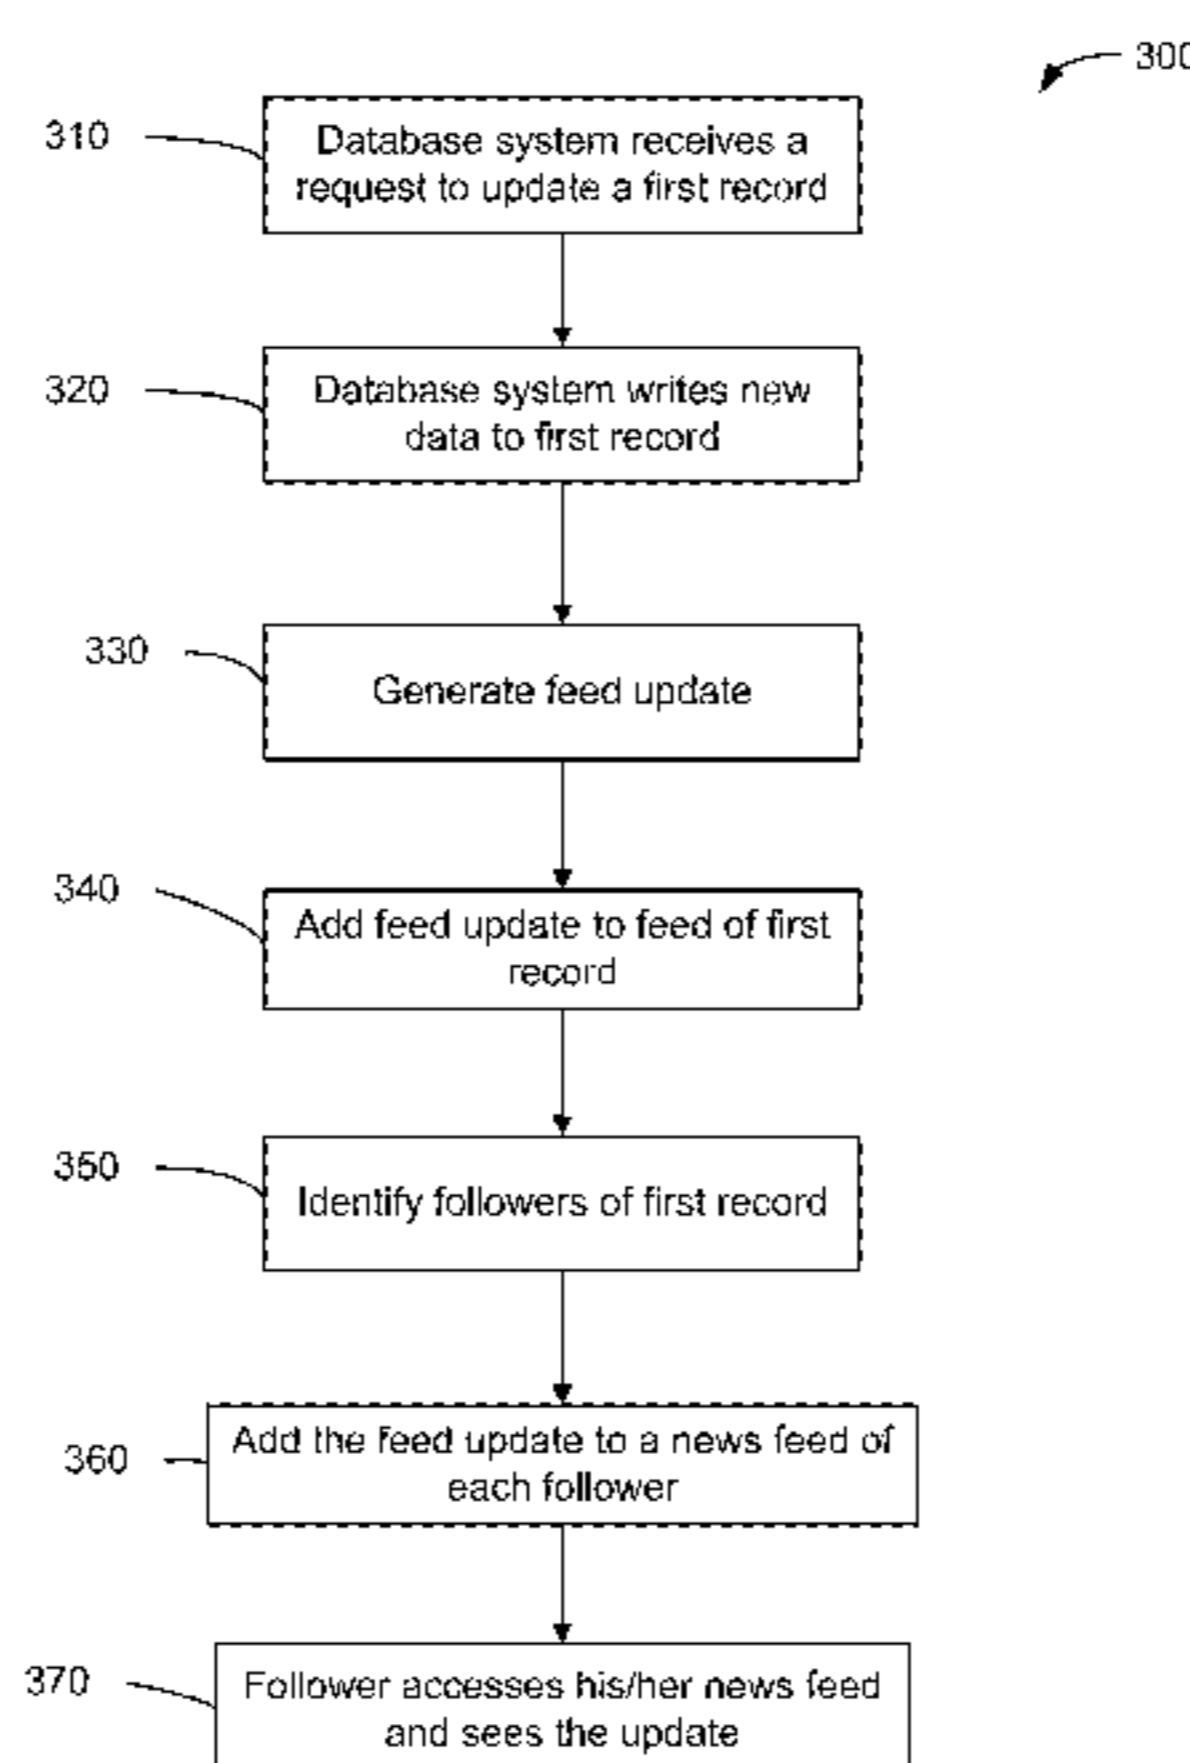 300
310
Database system receives a
request to update a first record
320
Database system writes new
data to first record
330
Generate feed update
340
Add feed update to feed of first
record
350
Identify followers of first record
360
Add the feed update to a news feed of
each follower
370
Follower accesses his/her news feed
and sees the update